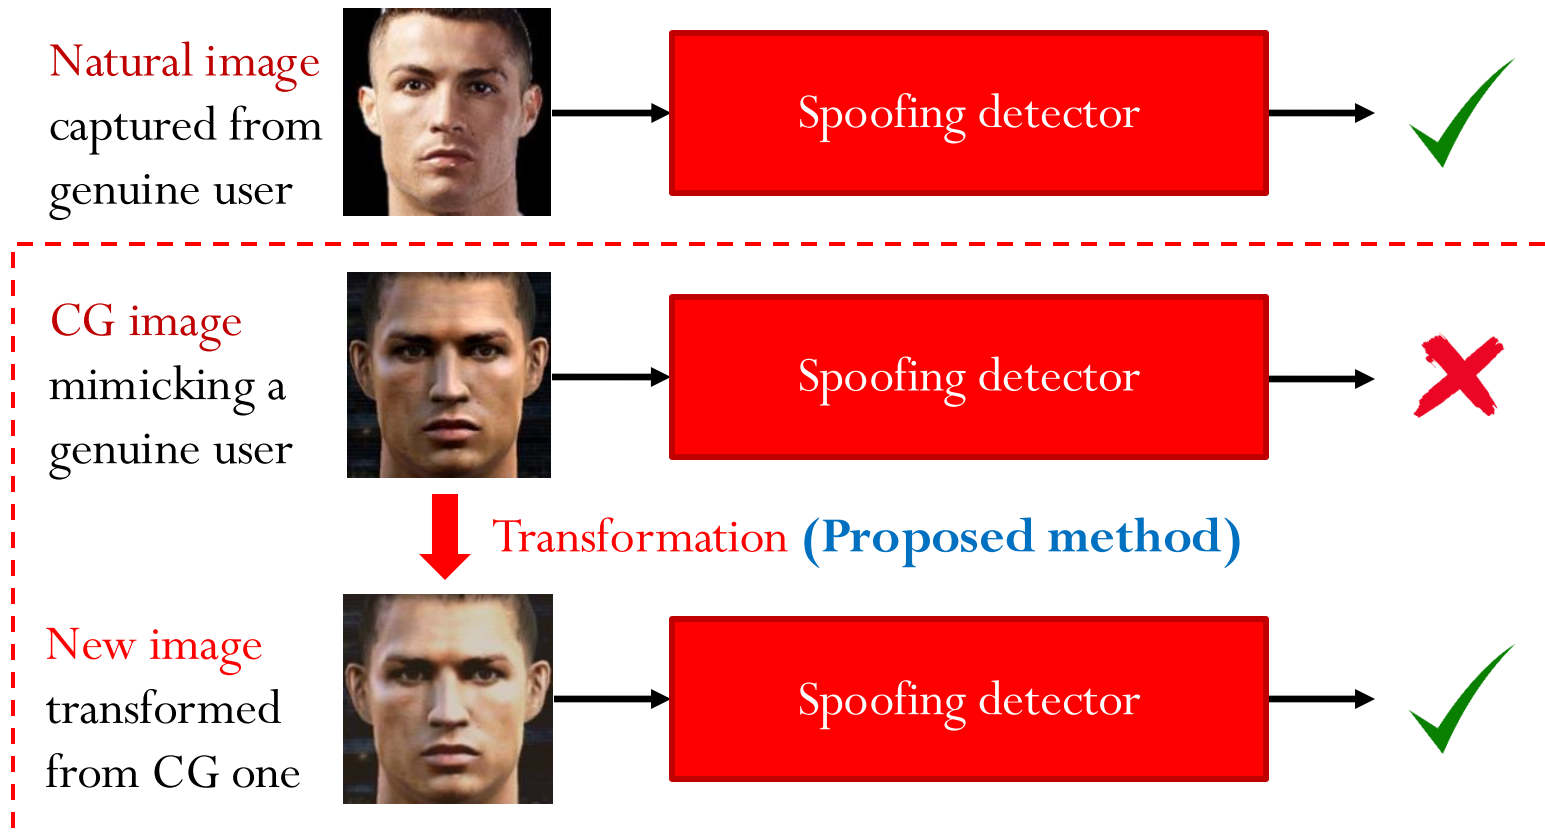 Natural image
captured from
genuine user
Spoofing detector
CG image
mimicking a
genuine user
Spoofing detector
Transformation (Proposed method)
New image
transformed
from CG one
Spoofing detector